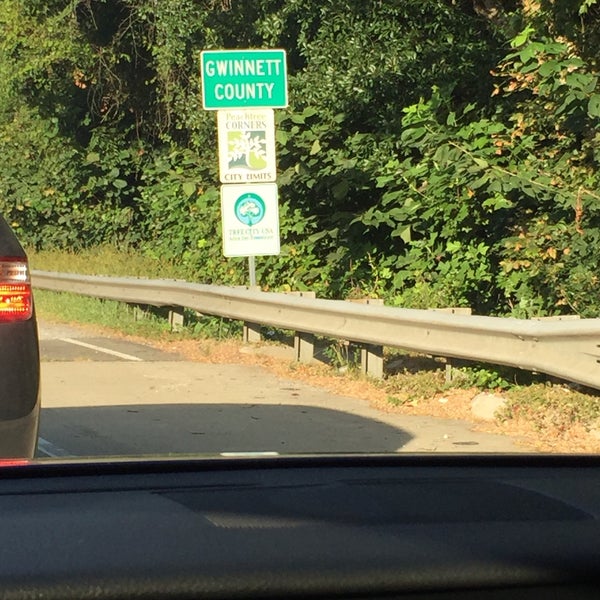 GWINNETT
COUNTY
Peachtree
CORNERS
CITY LIMITS
TREE CITY USA